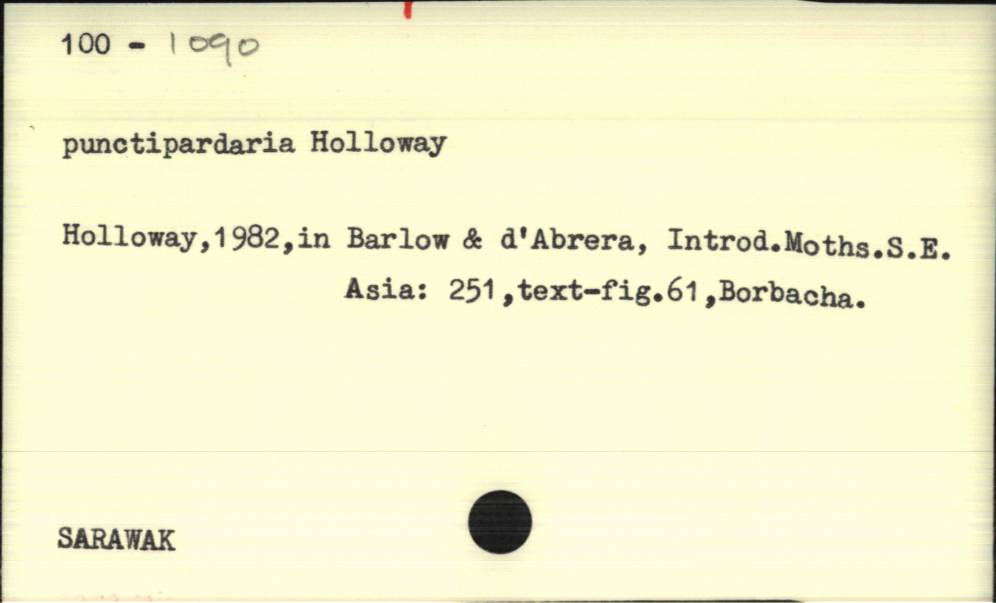 100 - 1090
punctipardaria Holloway
Holloway,1982,in Barlow & d'Abrera, Introd.Moths.S.E.
Asia: 251,text-fig.61,Borbacha.
SARAWAK